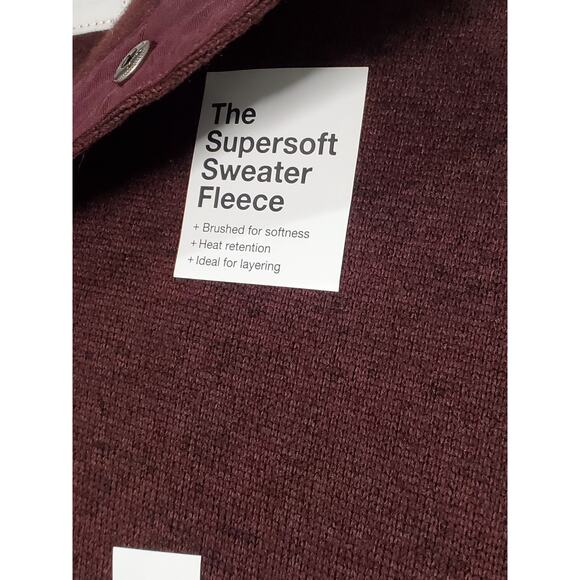 The
Supersoft
Sweater
Fleece
+ Brushed for softness
+ Heat retention
+ Ideal for layering